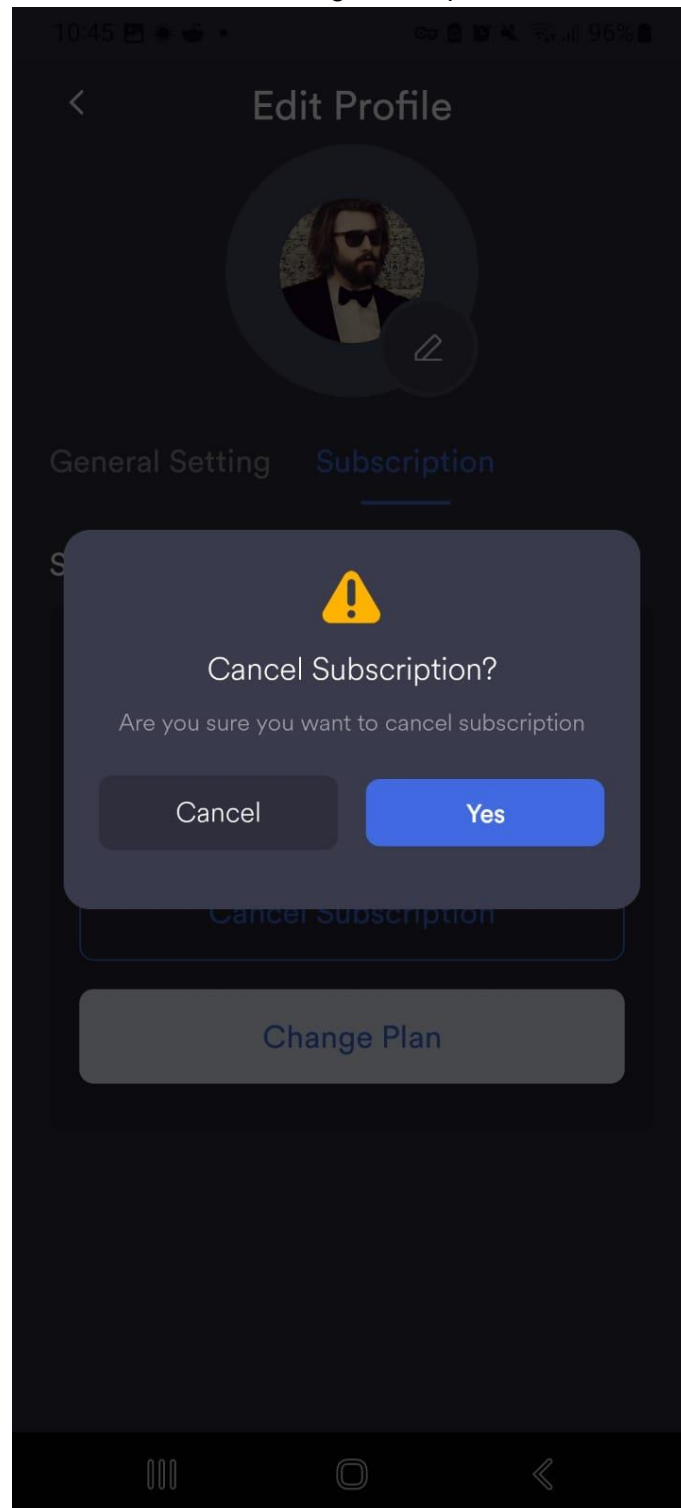 10:45 96%
Edit Profile
General Setting Subscription
S
Cancel Subscription?
Are you sure you want to cancel subscription
Cancel Yes
Cancel Subscription
Change Plan